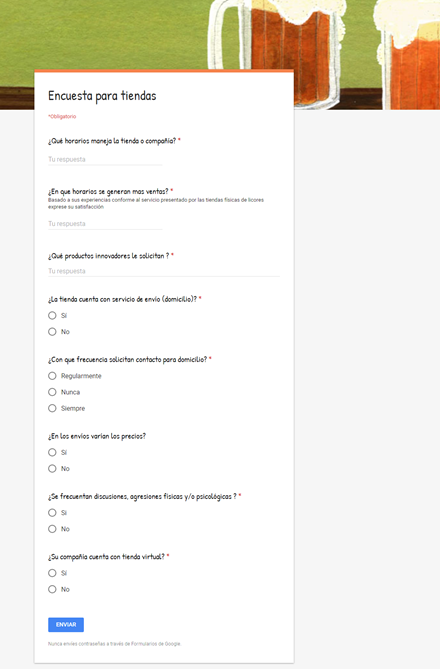 Encuesta para tiendas
*Obligatorio
¿Qué horarios maneja la tienda o compañía? *
Tu respuesta
¿En que horarios se generan mas ventas? *
Basado a sus experiencias conforme al servicio presentado por las tiendas físicas de licores
exprese su satisfacción
Tu respuesta
¿Qué productos innovadores le solicitan ? *
Tu respuesta
¿La tienda cuenta con servicio de envío (domicilio)? *
Si
No
¿Con que frecuencia solicitan contacto para domicilio? *
Regularmente
Nunca
Siempre
¿En los envíos varían los precios?
Si
No
¿Se frecuentan discusiones, agresiones físicas y/o psicológicas ? *
Si
No
¿Su compañía cuenta con tienda virtual? *
Si
No
ENVIAR
Nunca envíes contraseñas a través de Formularios de Google.